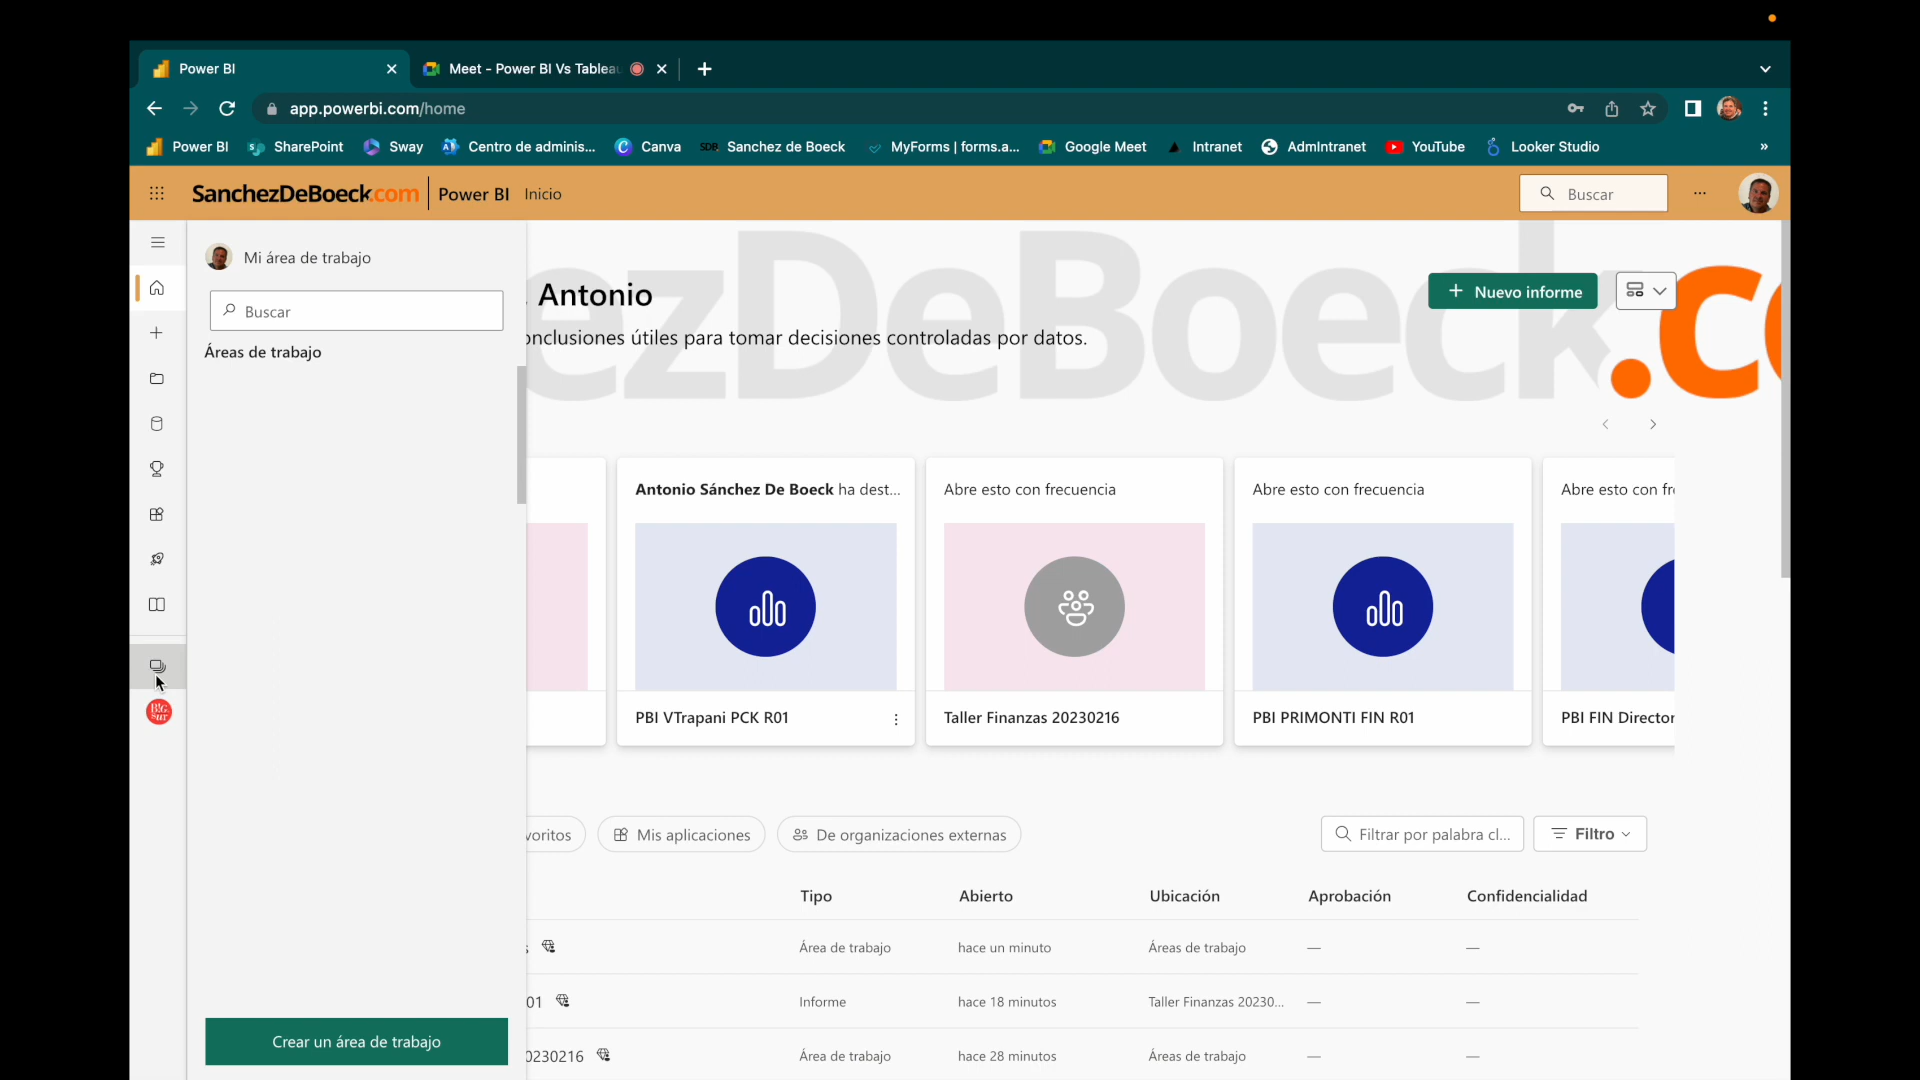 Power BI
Meet - Power BI Vs Tablea
app.powerbi.com/home
Power BI
SharePoint
Sway
Centro de adminis...
Canva
SDB
Sanchez de Boeck
MyForms | forms.a...
Google Meet
Intranet
AdmIntranet
YouTube
Looker Studio
»
SanchezDeBoeck.com
Power BI
Inicio
Buscar
Mi área de trabajo
Buscar
Áreas de trabajo
ezDeBoeck.c
Antonio
onclusiones útiles para tomar decisiones controladas por datos.
+ Nuevo informe
Antonio Sánchez De Boeck ha dest...
Abre esto con frecuencia
Abre esto con frecuencia
Abre esto con fr
PBI VTrapani PCK R01
Taller Finanzas 20230216
PBI PRIMONTI FIN R01
PBI FIN Director
B!G sur
voritos
Mis aplicaciones
De organizaciones externas
Filtrar por palabra cl...
Filtro
Tipo
Abierto
Ubicación
Aprobación
Confidencialidad
s
Área de trabajo
hace un minuto
Áreas de trabajo
—
—
01
Informe
hace 18 minutos
Taller Finanzas 20230...
—
—
0230216
Área de trabajo
hace 28 minutos
Áreas de trabajo
—
—
Crear un área de trabajo